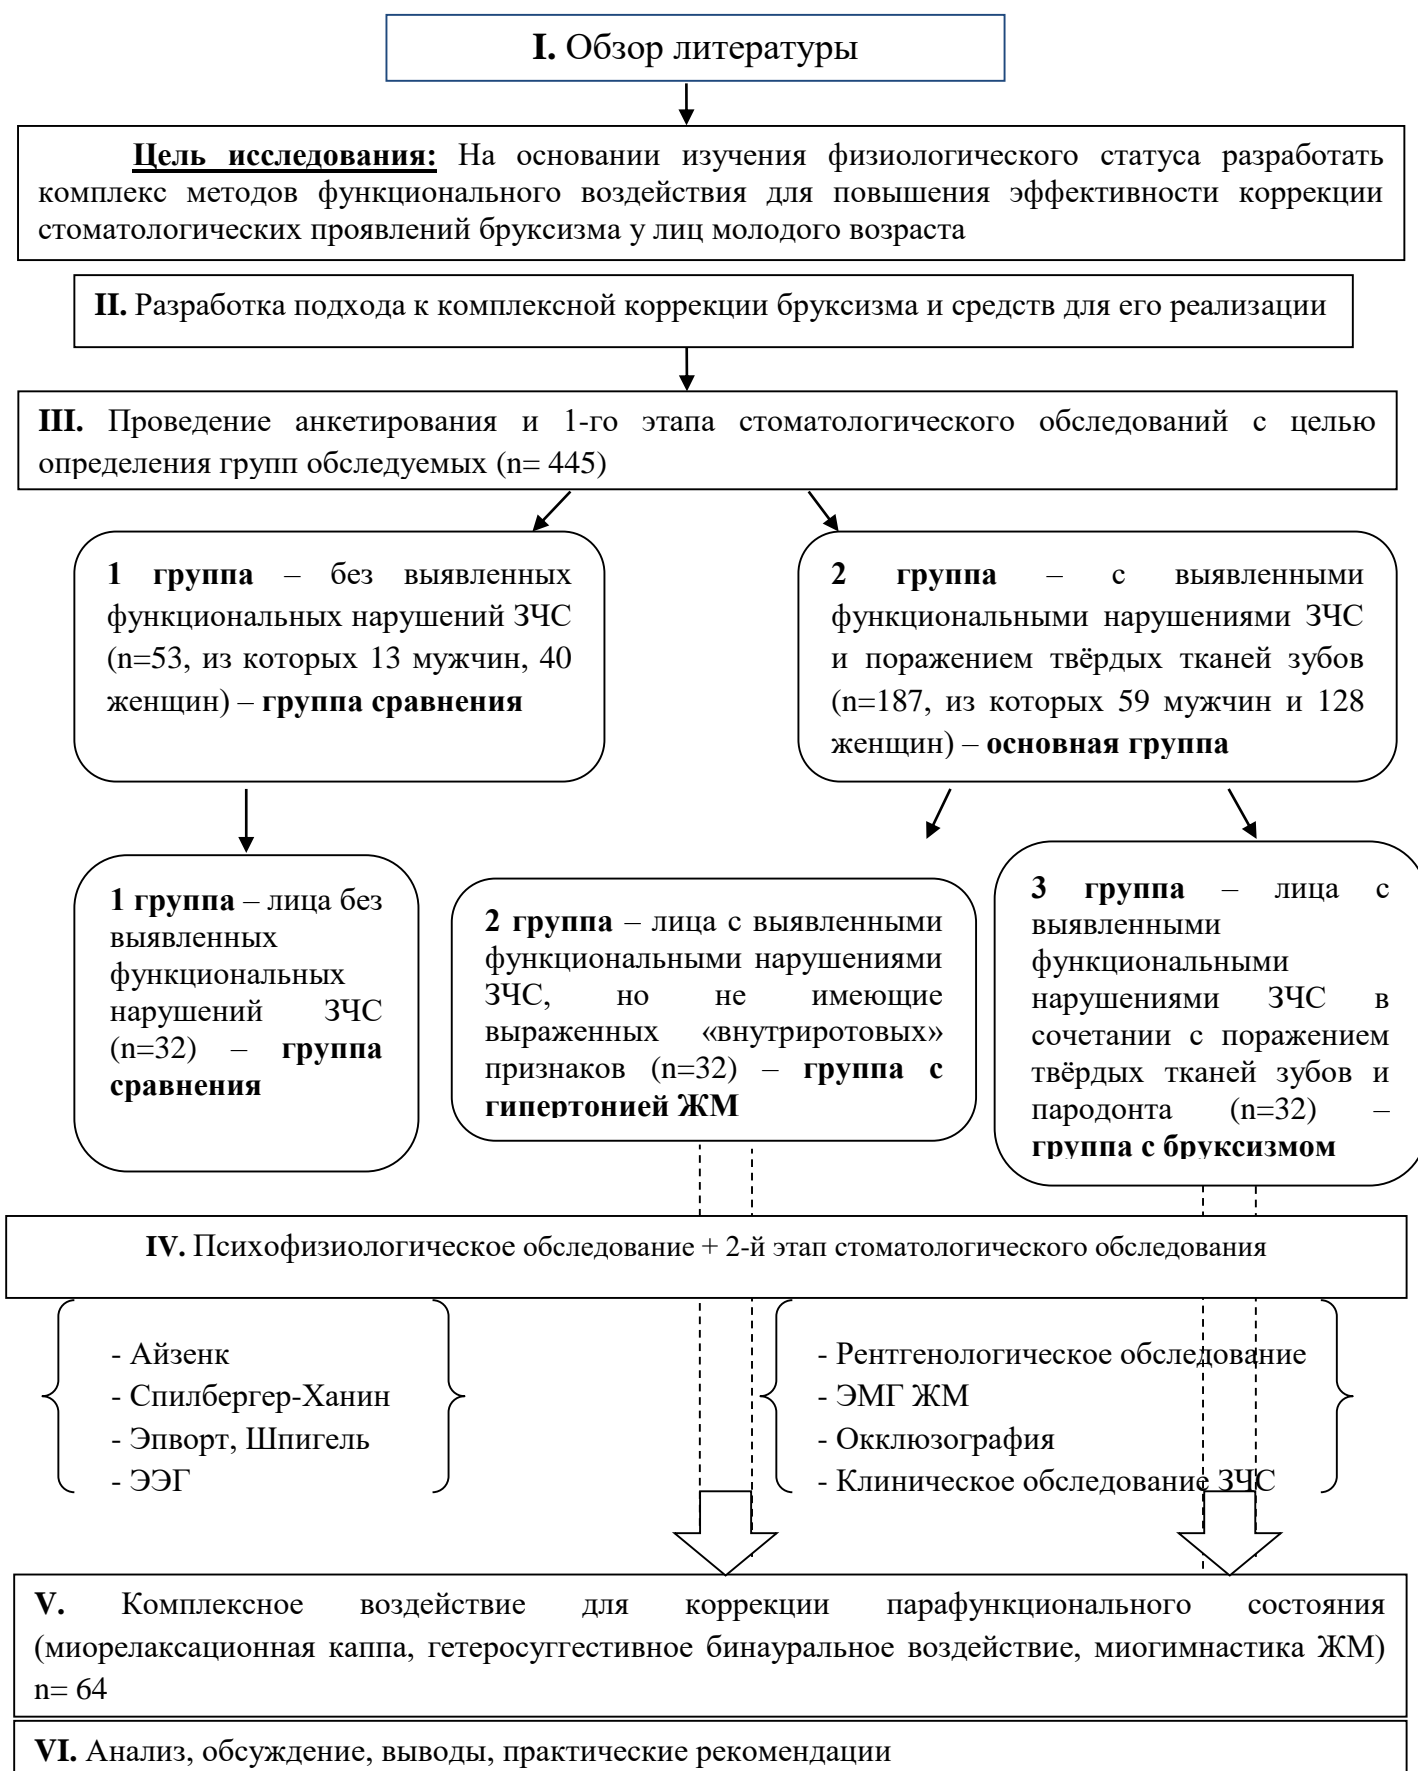 I. Обзор литературы
Цель исследования: На основании изучения физиологического статуса разработать
комплекс методов функционального воздействия для повышения эффективности коррекции
стоматологических проявлений бруксизма у лиц молодого возраста
II. Разработка подхода к комплексной коррекции бруксизма и средств для его реализации
III. Проведение анкетирования и 1-го этапа стоматологического обследований с целью
определения групп обследуемых (n= 445)
1 группа – без выявленных
функциональных нарушений ЗЧС
(n=53, из которых 13 мужчин, 40
женщин) – группа сравнения
2 группа – с выявленными
функциональными нарушениями ЗЧС
и поражением твёрдых тканей зубов
(n=187, из которых 59 мужчин и 128
женщин) – основная группа
1 группа – лица без
выявленных
функциональных
нарушений ЗЧС
(n=32) – группа
сравнения
2 группа – лица с выявленными
функциональными нарушениями
ЗЧС, но не имеющие
выраженных «внутриротовых»
признаков (n=32) – группа с
гипертонией ЖМ
3 группа – лица с
выявленными
функциональными
нарушениями ЗЧС в
сочетании с поражением
твёрдых тканей зубов и
пародонта (n=32) –
группа с бруксизмом
IV. Психофизиологическое обследование + 2-й этап стоматологического обследования
- Айзенк
- Спилбергер-Ханин
- Эпворт, Шпигель
- ЭЭГ
- Рентгенологическое обследование
- ЭМГ ЖМ
- Окклюзография
- Клиническое обследование ЗЧС
V. Комплексное воздействие для коррекции парафункционального состояния
(миорелаксационная каппа, гетеросуггестивное бинауральное воздействие, миогимнастика ЖМ)
n= 64
VI. Анализ, обсуждение, выводы, практические рекомендации